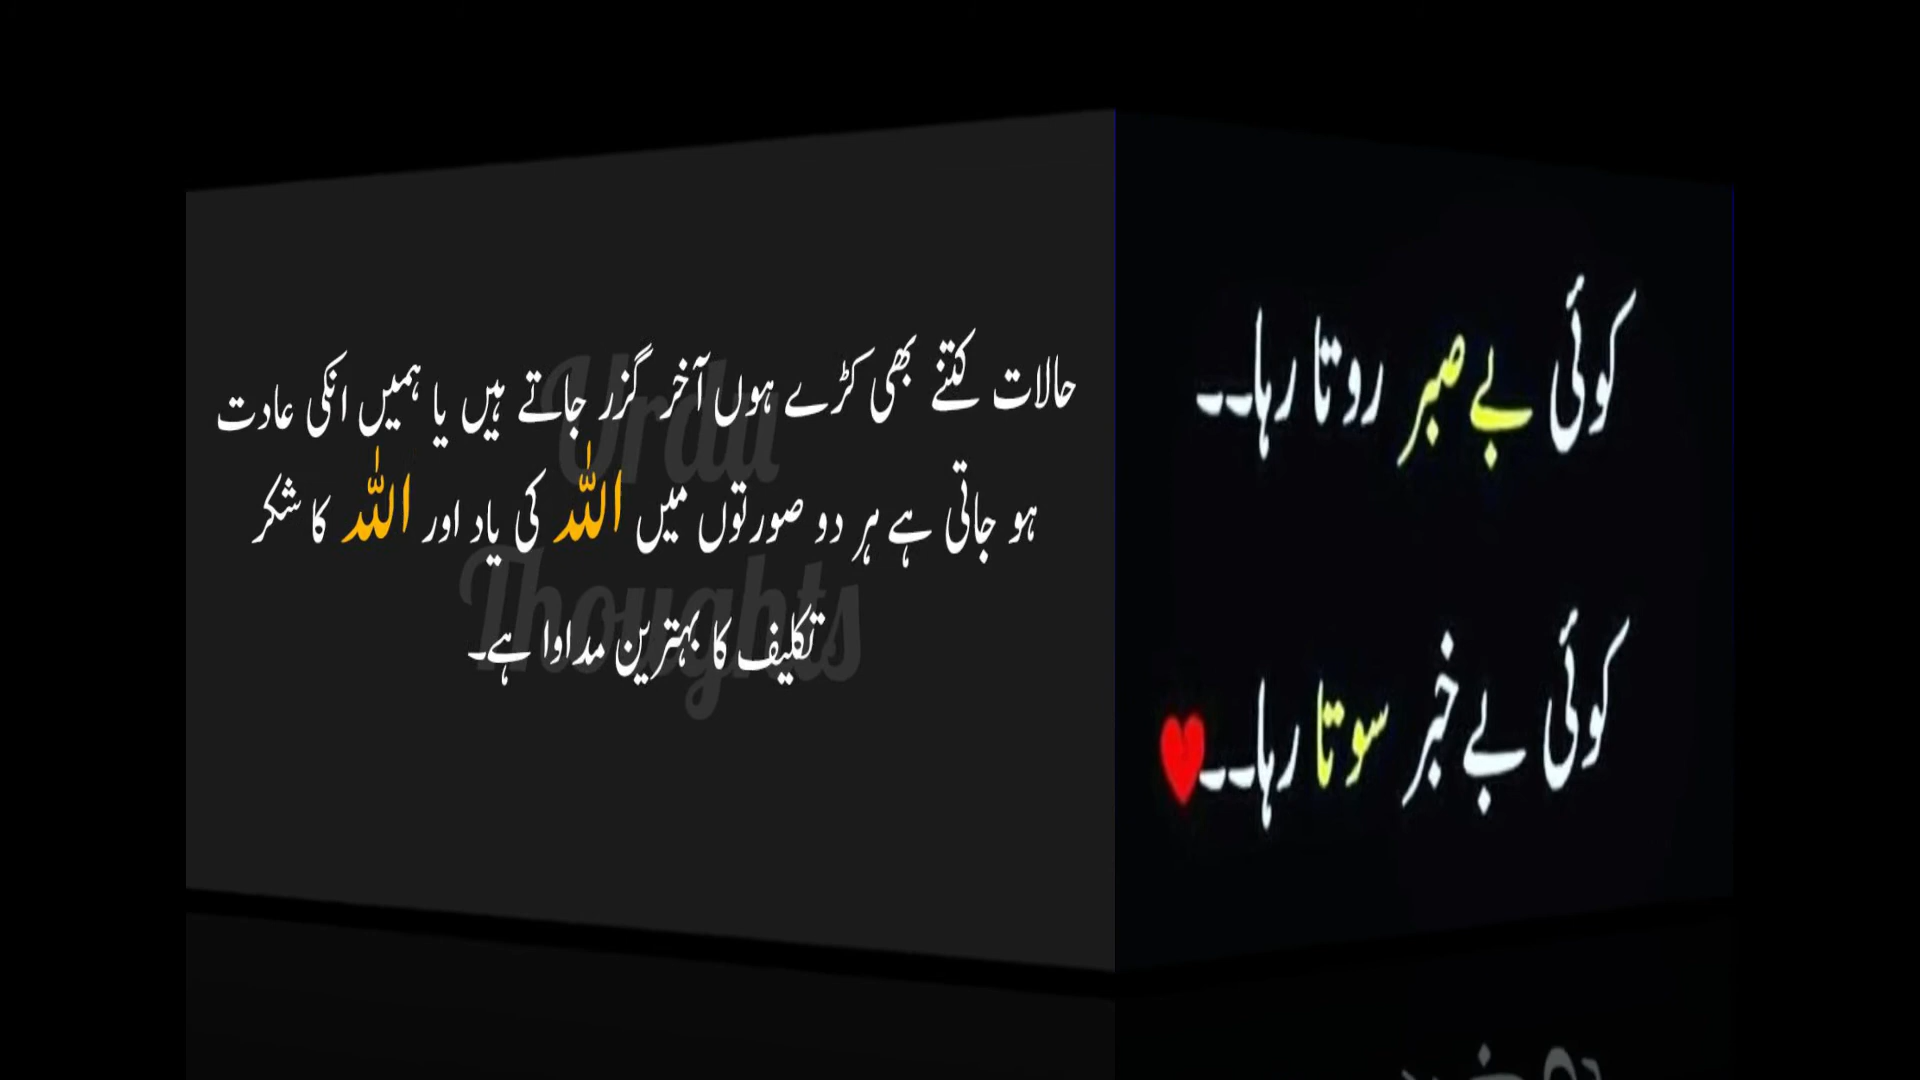 حالات کتنے بھی کڑے ہوں آخر گزر جاتے ہیں یا ہمیں انکی عادت
ہو جاتی ہے ہر دو صورتوں میں اللہ کی یاد اور اللہ کا شکر
تکلیف کا بہترین مداوا ہے۔
Urdu
Thoughts
کوئی بے صبر روتا رہا۔۔
کوئی بے خبر سوتا رہا۔۔